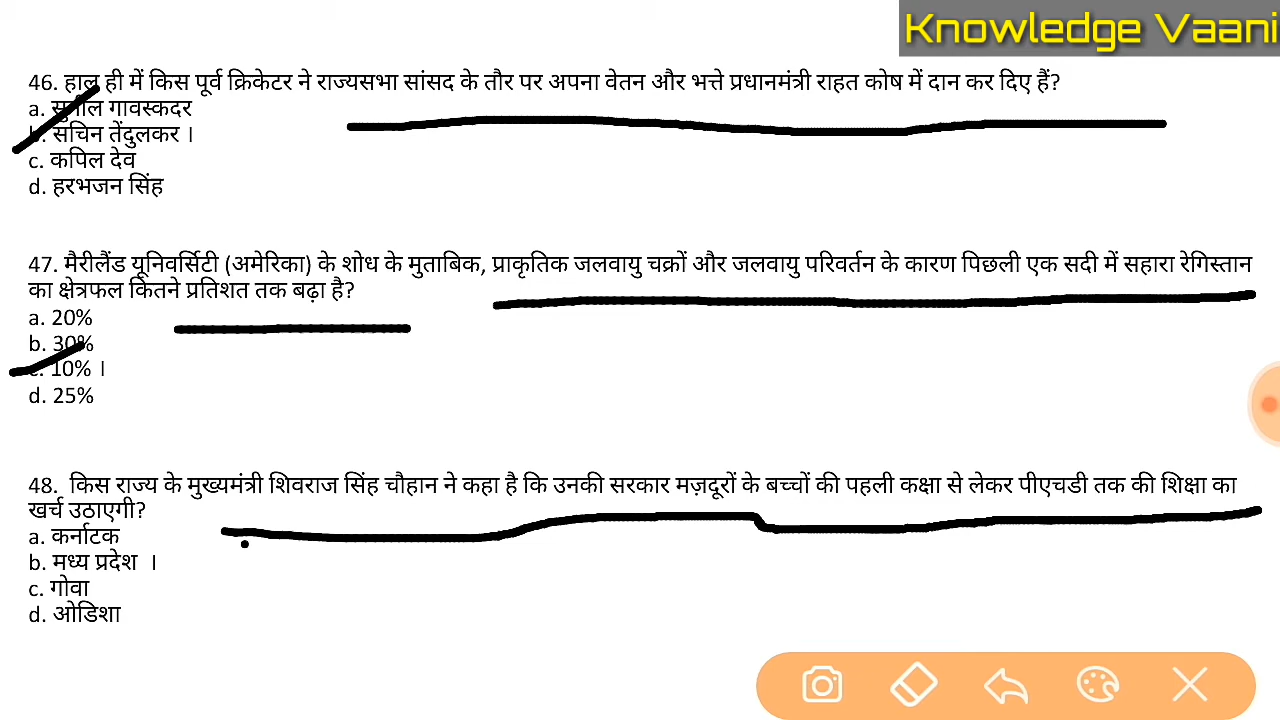 Knowledge Vaani
46. हाल ही में किस पूर्व क्रिकेटर ने राज्यसभा सांसद के तौर पर अपना वेतन और भत्ते प्रधानमंत्री राहत कोष में दान कर दिए हैं?
a. सुनील गावस्कदर
b. सचिन तेंदुलकर ।
c. कपिल देव
d. हरभजन सिंह
47. मैरीलैंड यूनिवर्सिटी (अमेरिका) के शोध के मुताबिक, प्राकृतिक जलवायु चक्रों और जलवायु परिवर्तन के कारण पिछली एक सदी में सहारा रेगिस्तान
का क्षेत्रफल कितने प्रतिशत तक बढ़ा है?
a. 20%
b. 30%
c. 10% ।
d. 25%
48. किस राज्य के मुख्यमंत्री शिवराज सिंह चौहान ने कहा है कि उनकी सरकार मज़दूरों के बच्चों की पहली कक्षा से लेकर पीएचडी तक की शिक्षा का
खर्च उठाएगी?
a. कर्नाटक
b. मध्य प्रदेश ।
c. गोवा
d. ओडिशा